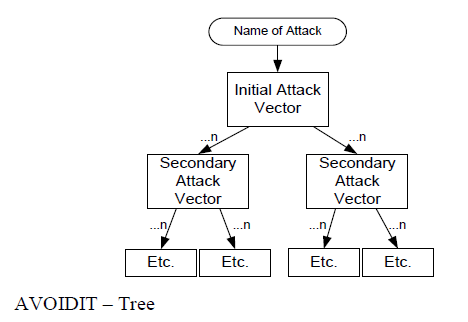 Name of Attack
Initial Attack
Vector
...n
...n
Secondary
Attack
Vector
Secondary
Attack
Vector
...n
...n
...n
...n
Etc.
Etc.
Etc.
Etc.
AVOIDIT – Tree